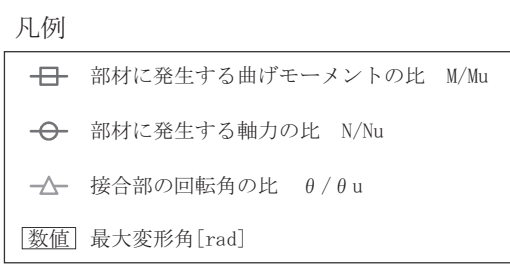 凡例
部材に発生する曲げモーメントの比 M/Mu
部材に発生する軸力の比 N/Nu
接合部の回転角の比 θ/θu
数値 最大変形角[rad]